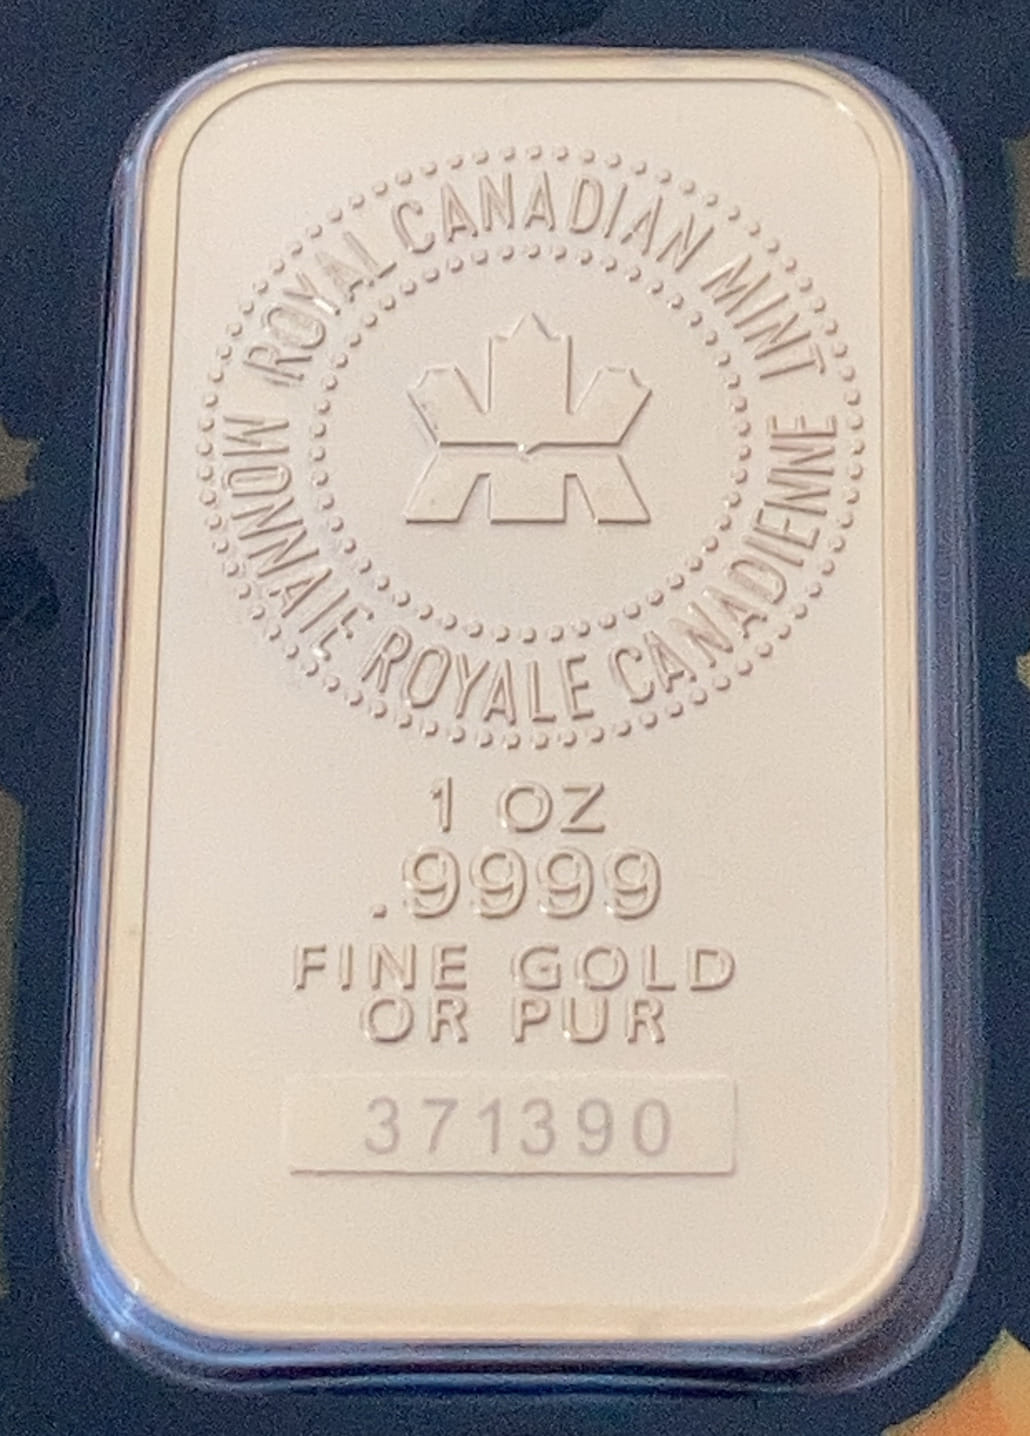 ROYAL CANADIAN MINT
MONNAIE ROYALE CANADIENNE
1 OZ
.9999
FINE GOLD
OR PUR
371390